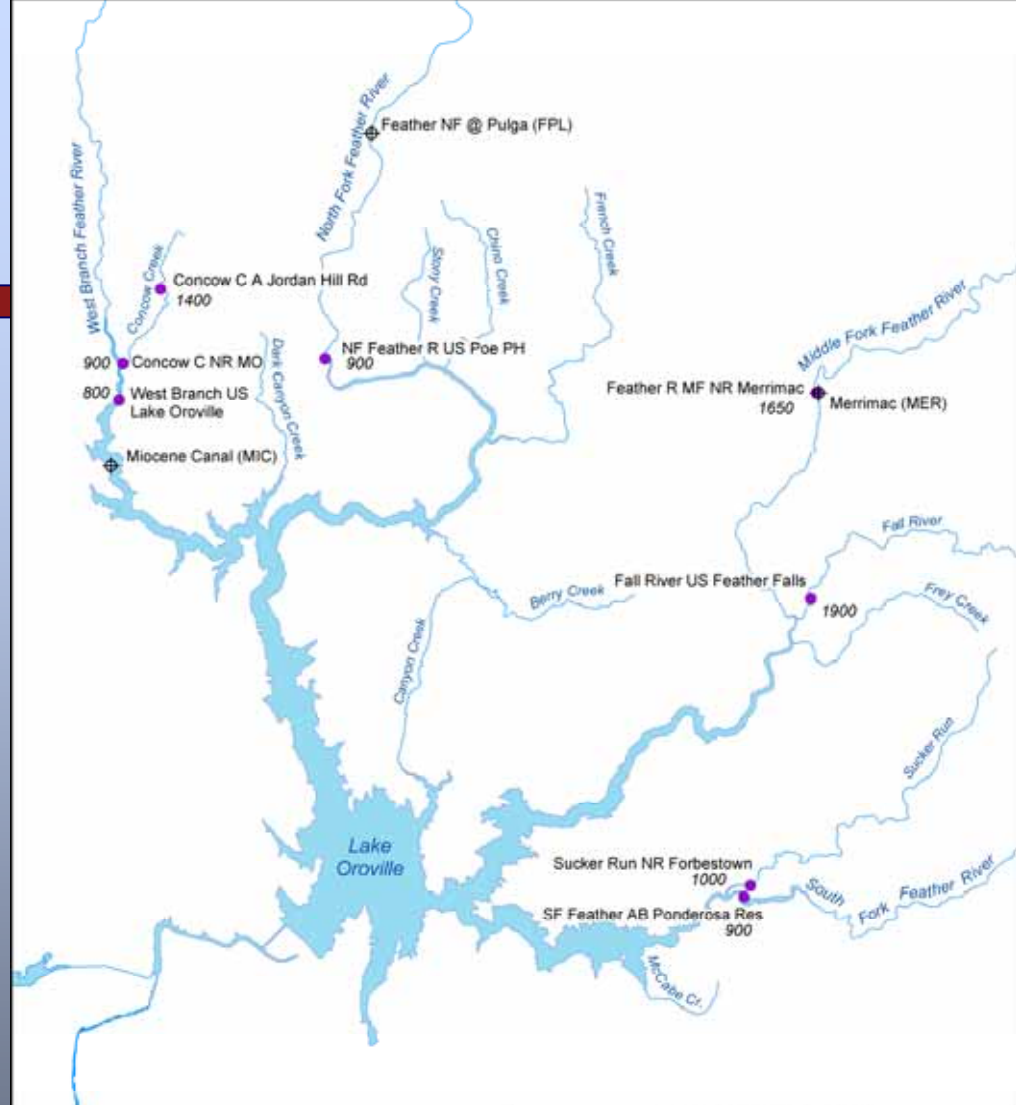 North Fork Feather River
Feather NF @ Pulga (FPL)
West Branch Feather River
French Creek
Chino Creek
Stony Creek
Concow Creek
Concow C A Jordan Hill Rd
1400
Middle Fork Feather River
NF Feather R US Poe PH
900
900
Concow C NR MO
Dark Canyon Creek
800
West Branch US
Lake Oroville
Feather R MF NR Merrimac
1650
Merrimac (MER)
Miocene Canal (MIC)
Fall River
Fall River US Feather Falls
1900
Berry Creek
Frey Creek
Canyon Creek
Sucker Run
Lake
Oroville
Sucker Run NR Forbestown
1000
South
Fork Feather River
SF Feather AB Ponderosa Res
900
McCabe Cr.